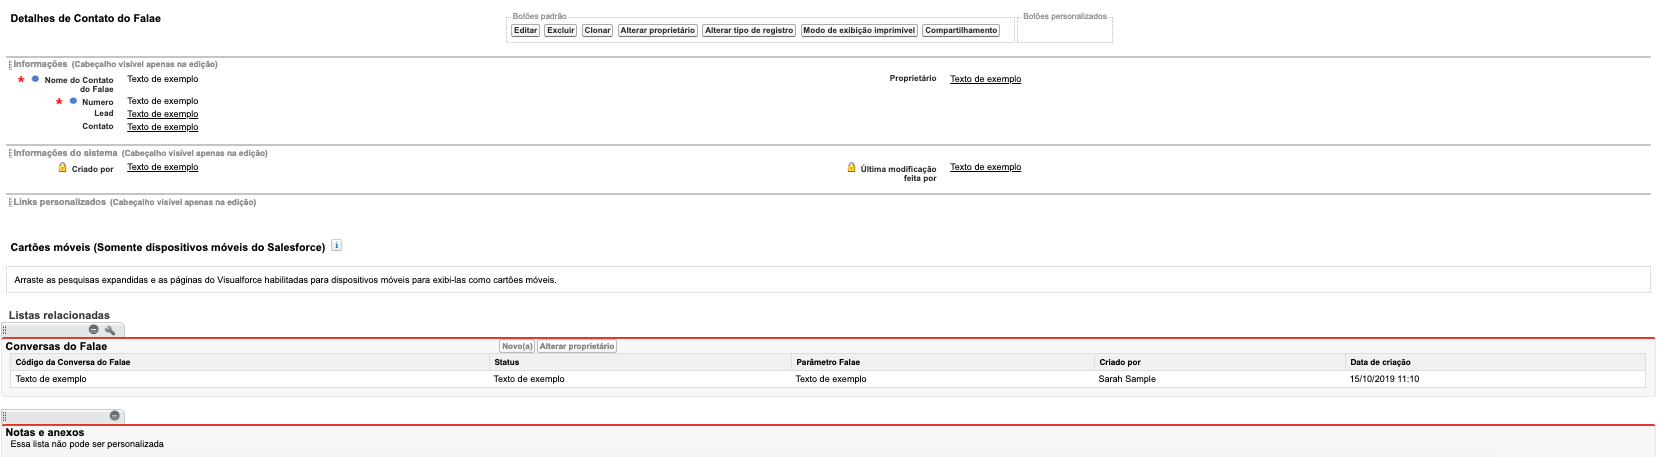 Detalhes de Contato do Falae
Botões padrão
Botões personalizados
Editar Excluir Clonar Alterar proprietário Alterar tipo de registro Modo de exibição imprimível Compartilhamento
Informações (Cabeçalho visível apenas na edição)
* Nome do Contato do Falae Texto de exemplo
Proprietário Texto de exemplo
* Numero Texto de exemplo
Lead Texto de exemplo
Contato Texto de exemplo
Informações do sistema (Cabeçalho visível apenas na edição)
Criado por Texto de exemplo
Última modificação feita por Texto de exemplo
Links personalizados (Cabeçalho visível apenas na edição)
Cartões móveis (Somente dispositivos móveis do Salesforce) i
Arraste as pesquisas expandidas e as páginas do Visualforce habilitadas para dispositivos móveis para exibi-las como cartões móveis.
Listas relacionadas
Conversas do Falae Novo(a) Alterar proprietário
Código da Conversa do Falae Status Parâmetro Falae Criado por Data de criação
Texto de exemplo Texto de exemplo Texto de exemplo Sarah Sample 15/10/2019 11:10
Notas e anexos
Essa lista não pode ser personalizada